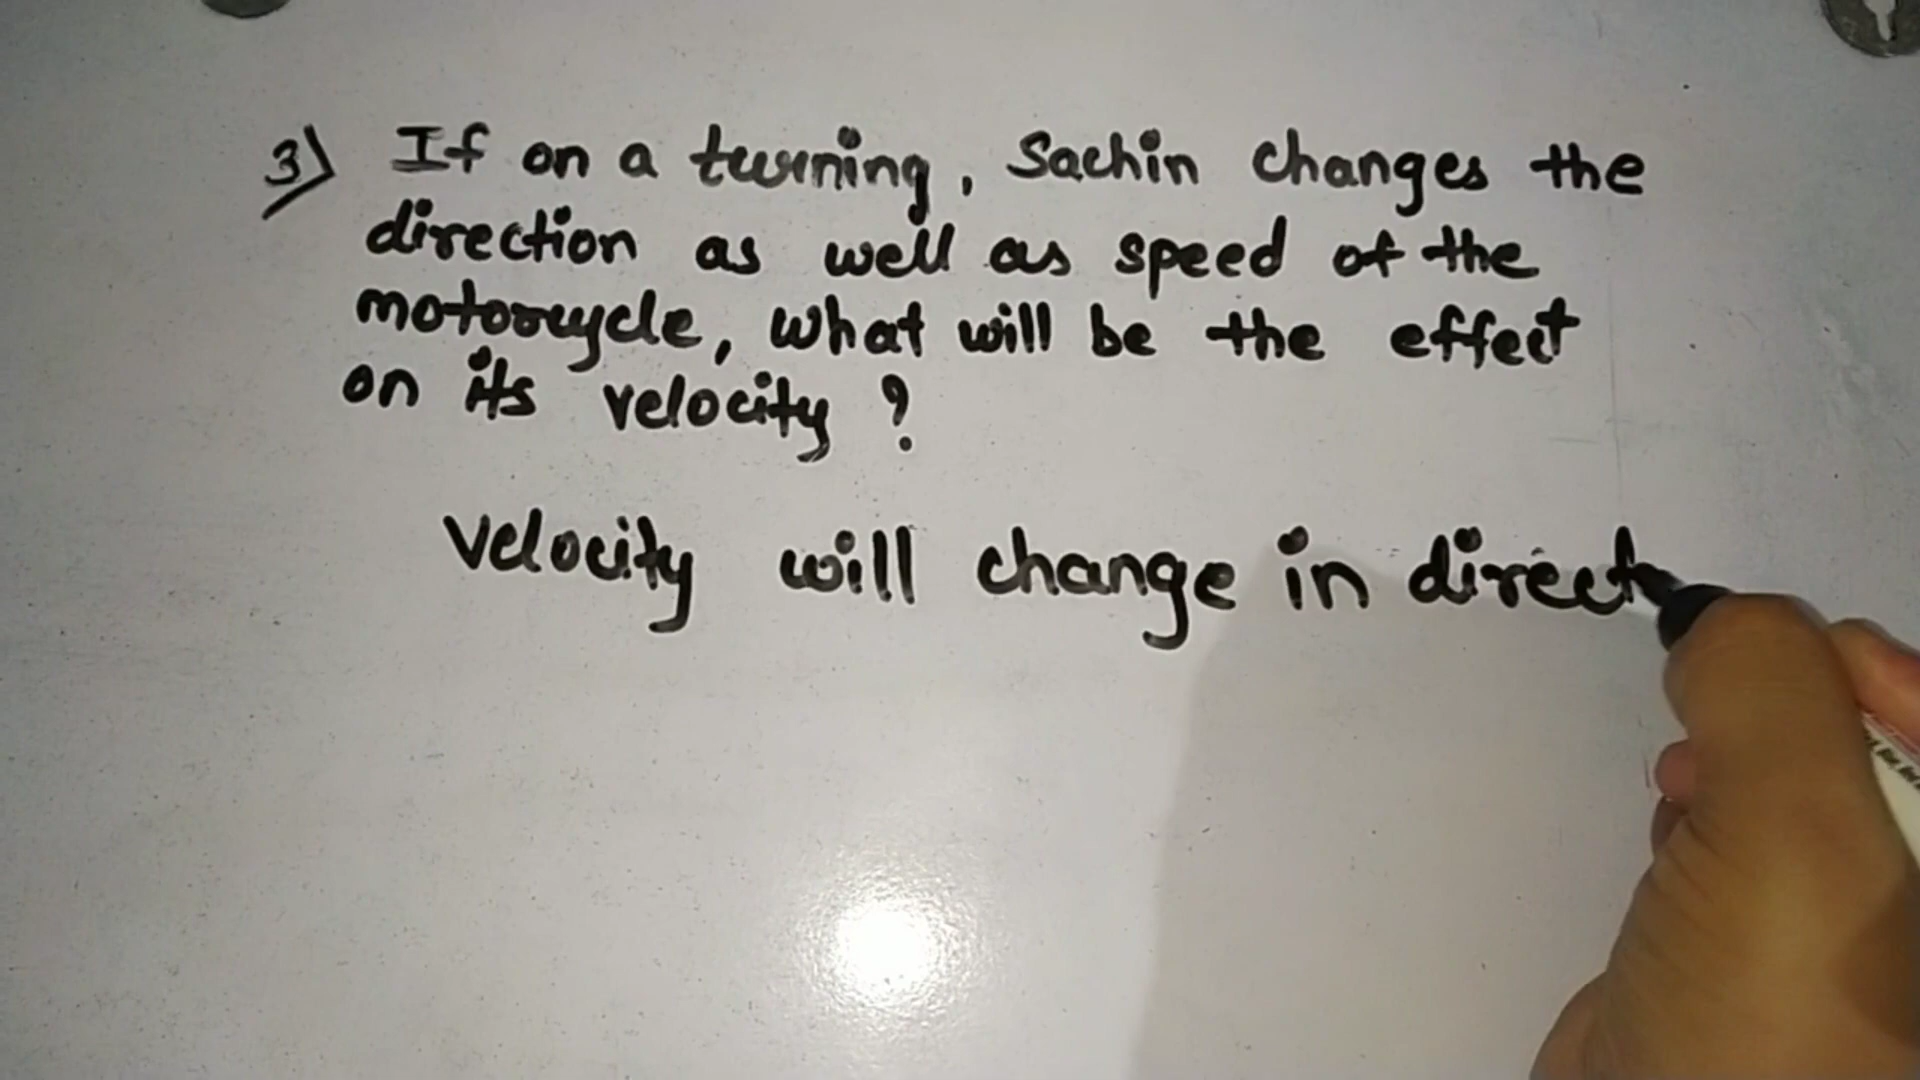 3) If on a turning, Sachin changes the
direction as well as speed of the
motorcycle, what will be the effect
on its velocity ?
Velocity will change in direct